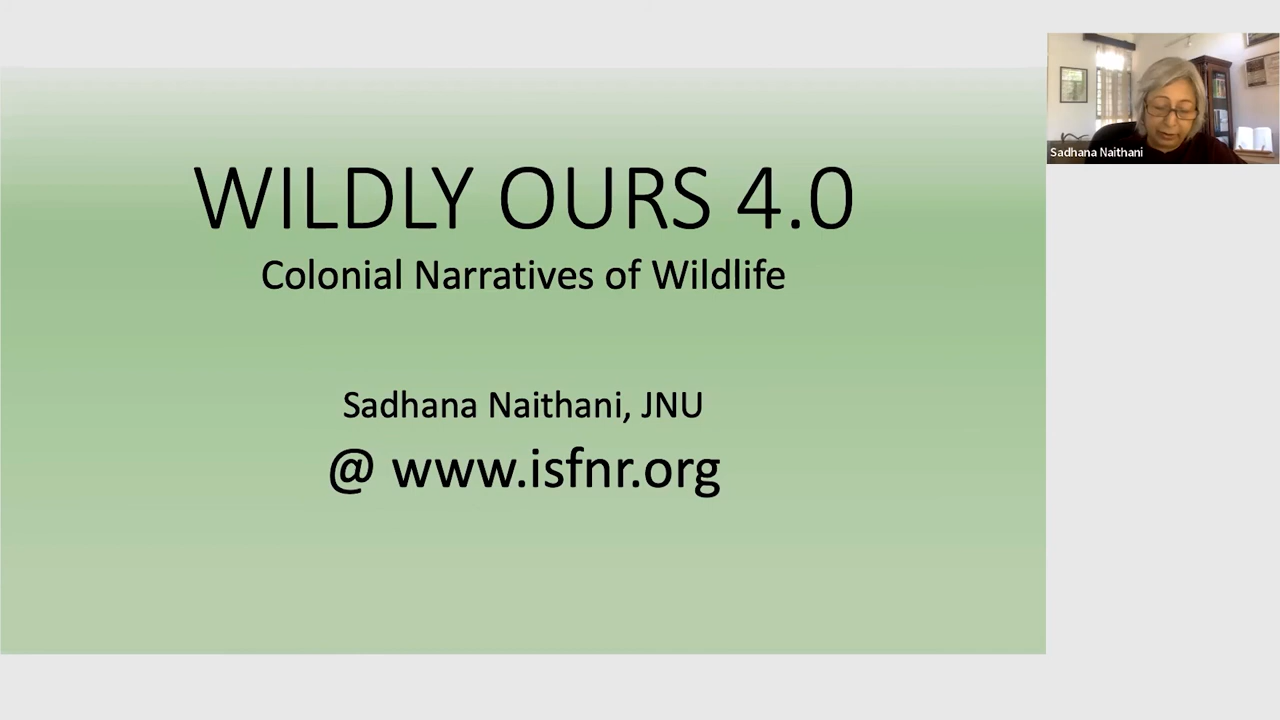 WILDLY OURS 4.0
Colonial Narratives of Wildlife
Sadhana Naithani, JNU
@ www.isfnr.org
Sadhana Naithani